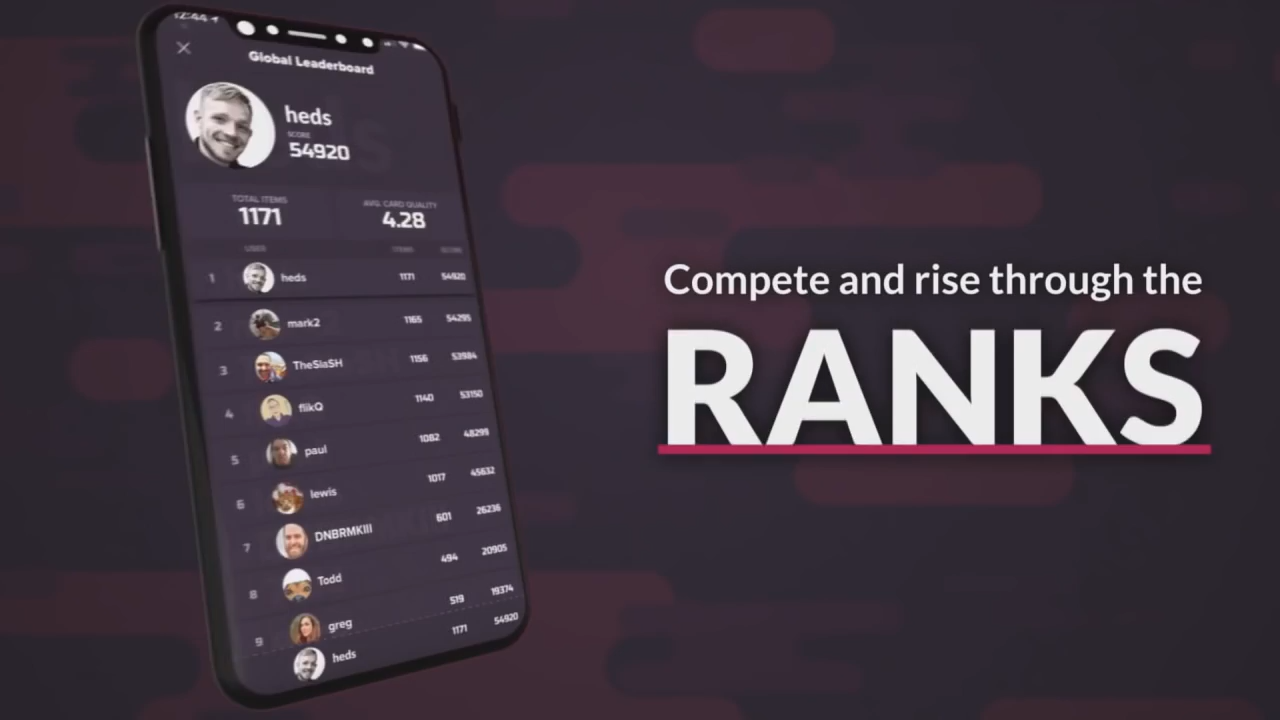 12:44
Global Leaderboard
heds
SCORE
54920
TOTAL ITEMS
1171
AVG. CARD QUALITY
4.28
USER ITEMS SCORE
1 heds 1171 54920
2 mark2 1165 54295
3 TheSlaSH 1156 53984
4 flikQ 1140 53150
5 paul 1082 48299
6 lewis 1017 45632
7 DNBRMKIII 601 26236
8 Todd 494 20905
9 greg 519 19374
heds 1171 54920
Compete and rise through the
RANKS